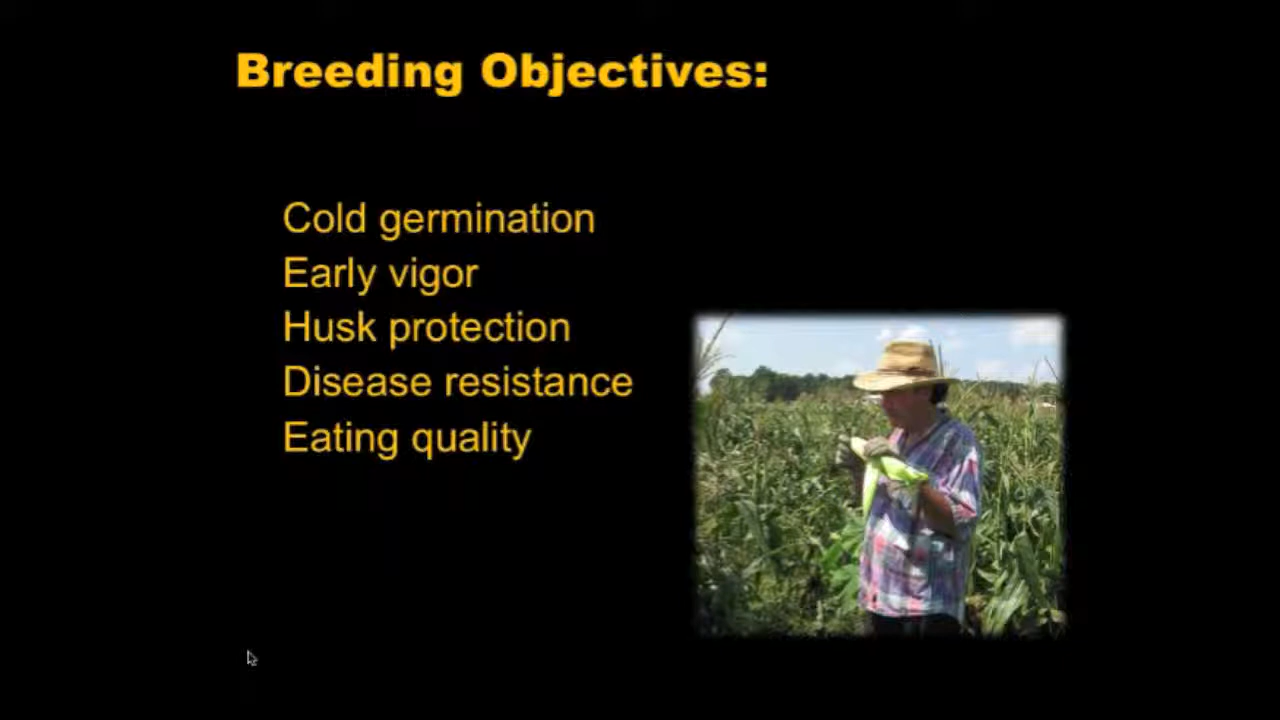 Breeding Objectives:
Cold germination
Early vigor
Husk protection
Disease resistance
Eating quality